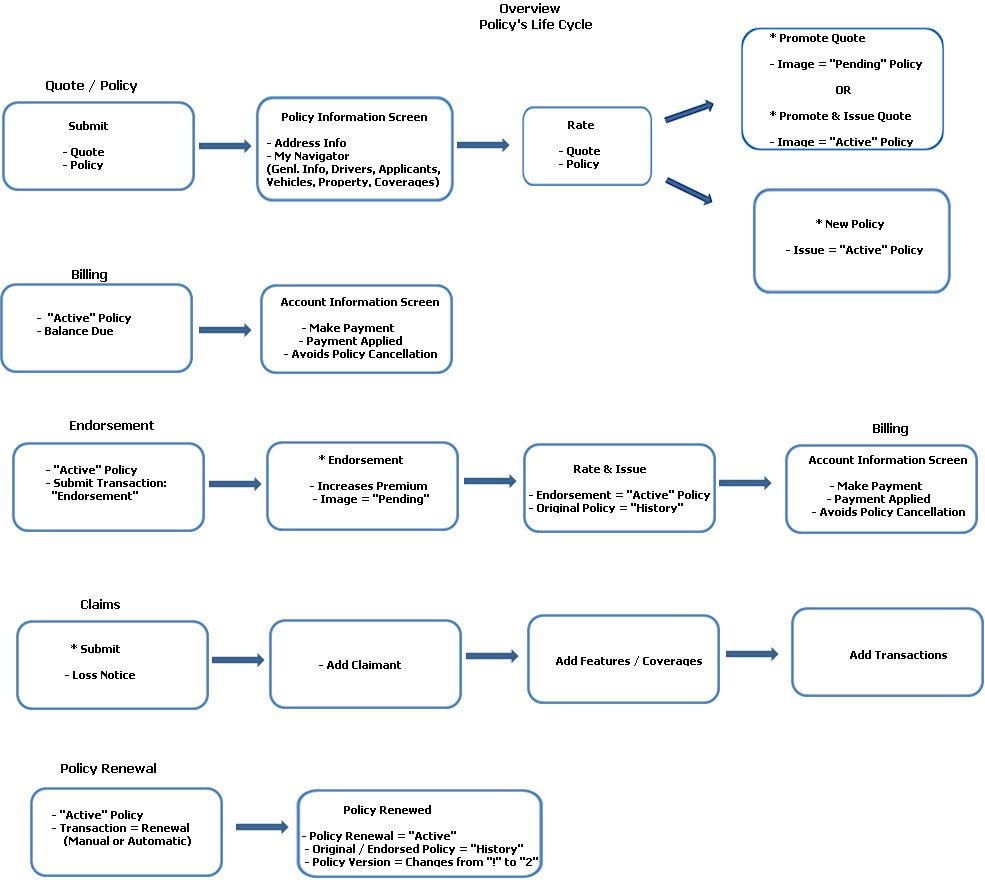 Overview
Policy's Life Cycle
Quote / Policy
Submit
- Quote
- Policy
Policy Information Screen
- Address Info
- My Navigator
(Genl. Info, Drivers, Applicants,
Vehicles, Property, Coverages)
Rate
- Quote
- Policy
* Promote Quote
- Image = "Pending" Policy
OR
* Promote & Issue Quote
- Image = "Active" Policy
* New Policy
- Issue = "Active" Policy
Billing
- "Active" Policy
- Balance Due
Account Information Screen
- Make Payment
- Payment Applied
- Avoids Policy Cancellation
Endorsement
- "Active" Policy
- Submit Transaction:
"Endorsement"
* Endorsement
- Increases Premium
- Image = "Pending"
Rate & Issue
- Endorsement = "Active" Policy
- Original Policy = "History"
Billing
Account Information Screen
- Make Payment
- Payment Applied
- Avoids Policy Cancellation
Claims
* Submit
- Loss Notice
- Add Claimant
Add Features / Coverages
Add Transactions
Policy Renewal
- "Active" Policy
- Transaction = Renewal
(Manual or Automatic)
Policy Renewed
- Policy Renewal = "Active"
- Original / Endorsed Policy = "History"
- Policy Version = Changes from "!" to "2"